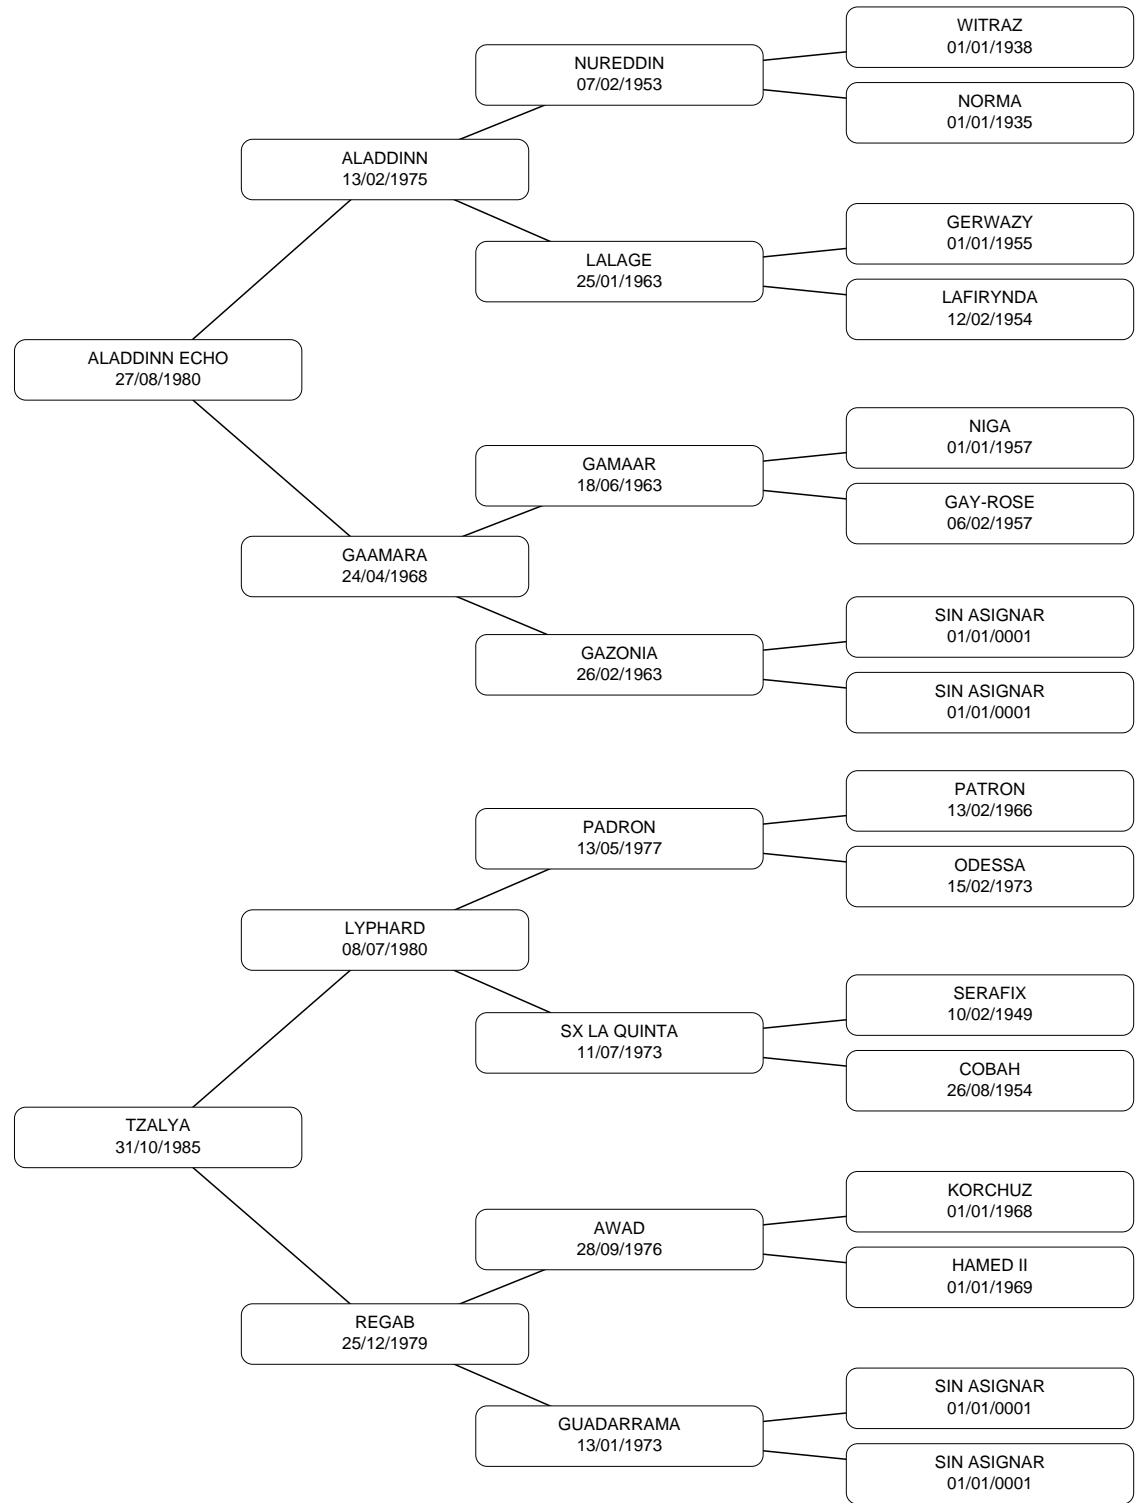 WITRAZ
01/01/1938
NUREDDIN
07/02/1953
NORMA
01/01/1935
ALADDINN
13/02/1975
GERWAZY
01/01/1955
LALAGE
25/01/1963
LAFIRYNDA
12/02/1954
ALADDINN ECHO
27/08/1980
NIGA
01/01/1957
GAMAAR
18/06/1963
GAY-ROSE
06/02/1957
GAAMARA
24/04/1968
SIN ASIGNAR
01/01/0001
GAZONIA
26/02/1963
SIN ASIGNAR
01/01/0001
PATRON
13/02/1966
PADRON
13/05/1977
ODESSA
15/02/1973
LYPHARD
08/07/1980
SERAFIX
10/02/1949
SX LA QUINTA
11/07/1973
COBAH
26/08/1954
TZALYA
31/10/1985
KORCHUZ
01/01/1968
AWAD
28/09/1976
HAMED II
01/01/1969
REGAB
25/12/1979
SIN ASIGNAR
01/01/0001
GUADARRAMA
13/01/1973
SIN ASIGNAR
01/01/0001